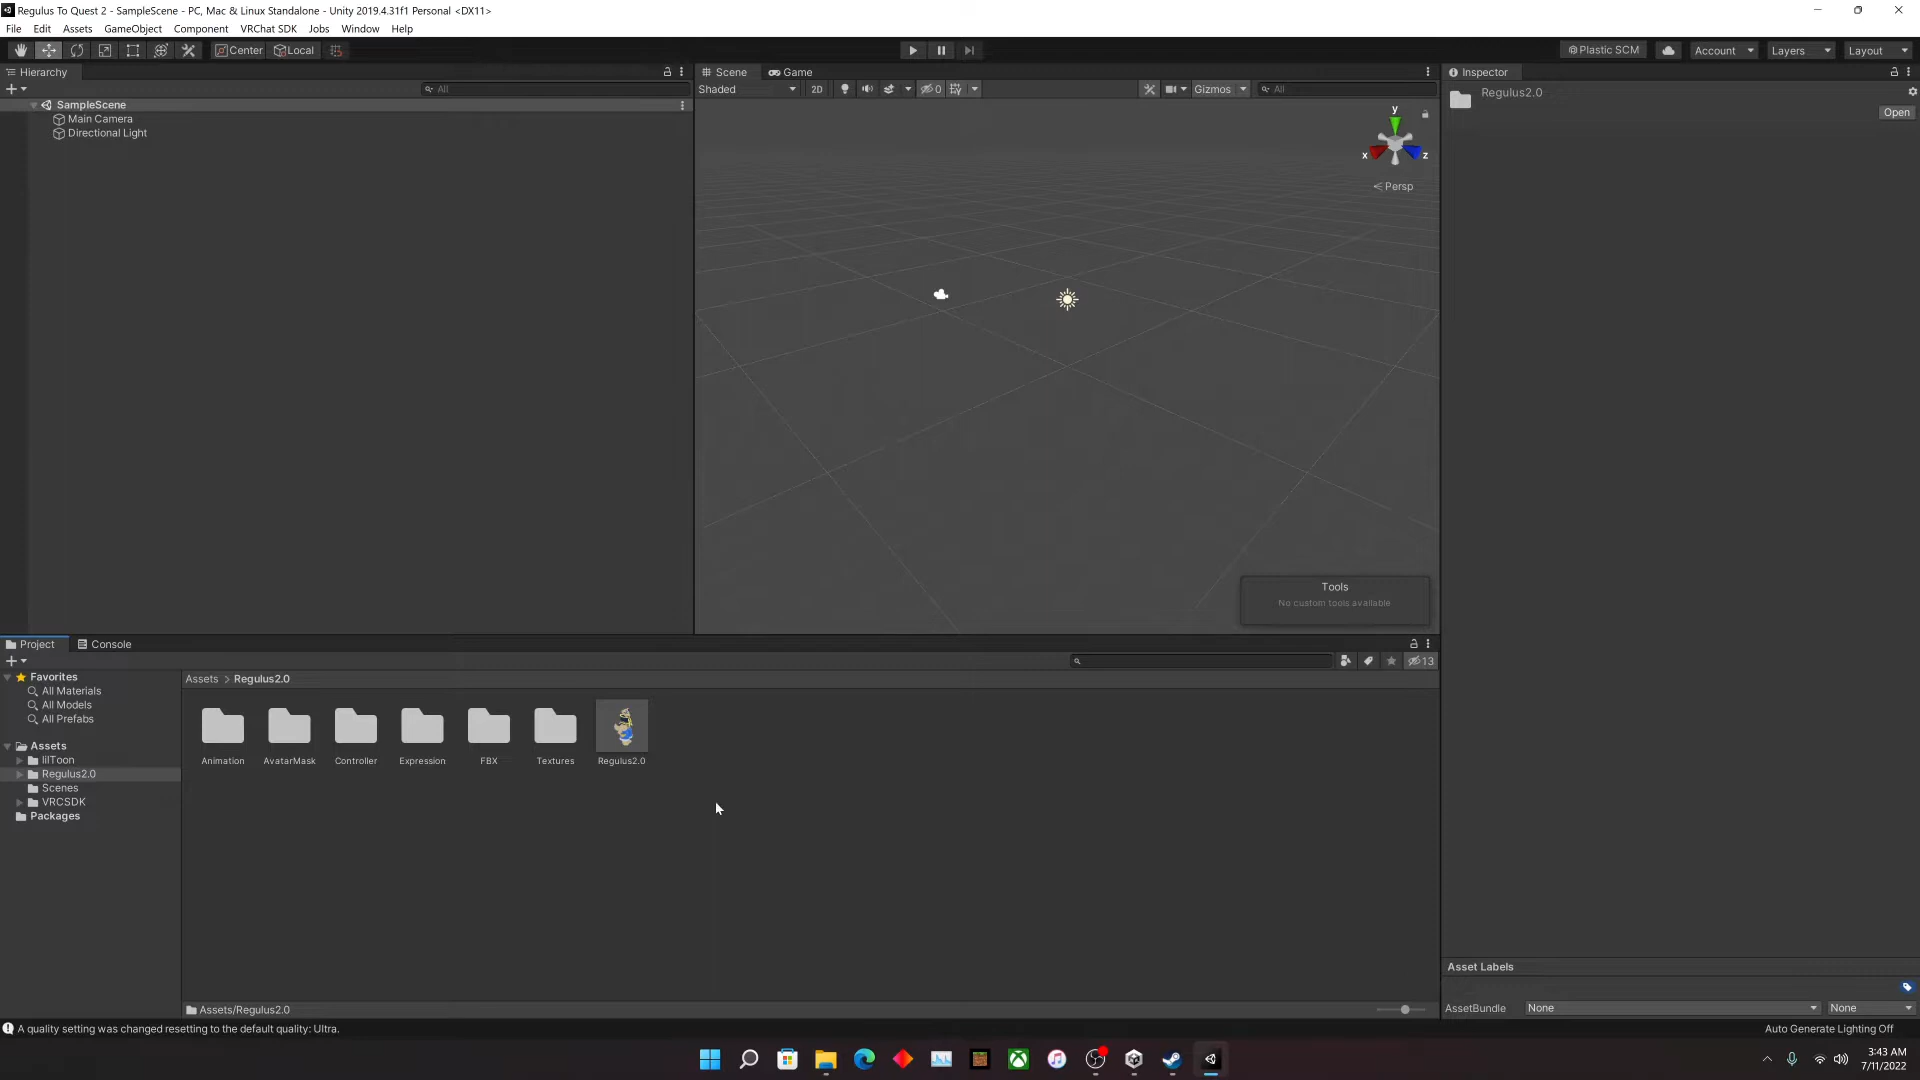 Regulus To Quest 2 - SampleScene - PC, Mac & Linux Standalone - Unity 2019.4.31f1 Personal <DX11>
File Edit Assets GameObject Component VRChat SDK Jobs Window Help
Center Local Plastic SCM Account Layers Layout
Hierarchy Scene Game Inspector
All Shaded 2D 0 Gizmos All Regulus2.0
SampleScene
Open
Main Camera
Directional Light
y
x z
Persp
Tools
No custom tools available
Project Console
13
Favorites Assets > Regulus2.0
All Materials
All Models
All Prefabs
Assets
lilToon Animation AvatarMask Controller Expression FBX Textures Regulus2.0
Regulus2.0
Scenes
VRCSDK
Packages
Asset Labels
Assets/Regulus2.0 AssetBundle None None
A quality setting was changed resetting to the default quality: Ultra. Auto Generate Lighting Off
3:43 AM
7/11/2022